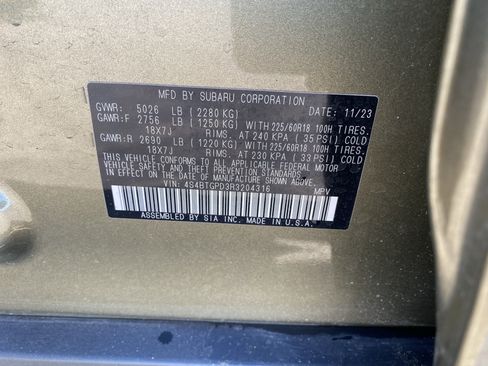 MFD BY SUBARU CORPORATION
GVWR: 5026 LB ( 2280 KG) DATE: 11/23
GAWR:F 2756 LB ( 1250 KG) WITH 225/60R18 100H TIRES.
18X7J RIMS, AT 240 KPA ( 35 PSI) COLD
GAWR:R 2690 LB ( 1220 KG) WITH 225/60R18 100H TIRES.
18X7J RIMS, AT 230 KPA ( 33 PSI) COLD
THIS VEHICLE CONFORMS TO ALL APPLICABLE FEDERAL MOTOR
VEHICLE SAFETY AND THEFT PREVENTION STANDARDS
IN EFFECT ON THE DATE OF MANUFACTURE SHOWN ABOVE.
VIN: 4S4BTGPD3R3204316 MPV
ASSEMBLED BY SIA INC. MADE IN U.S.A.